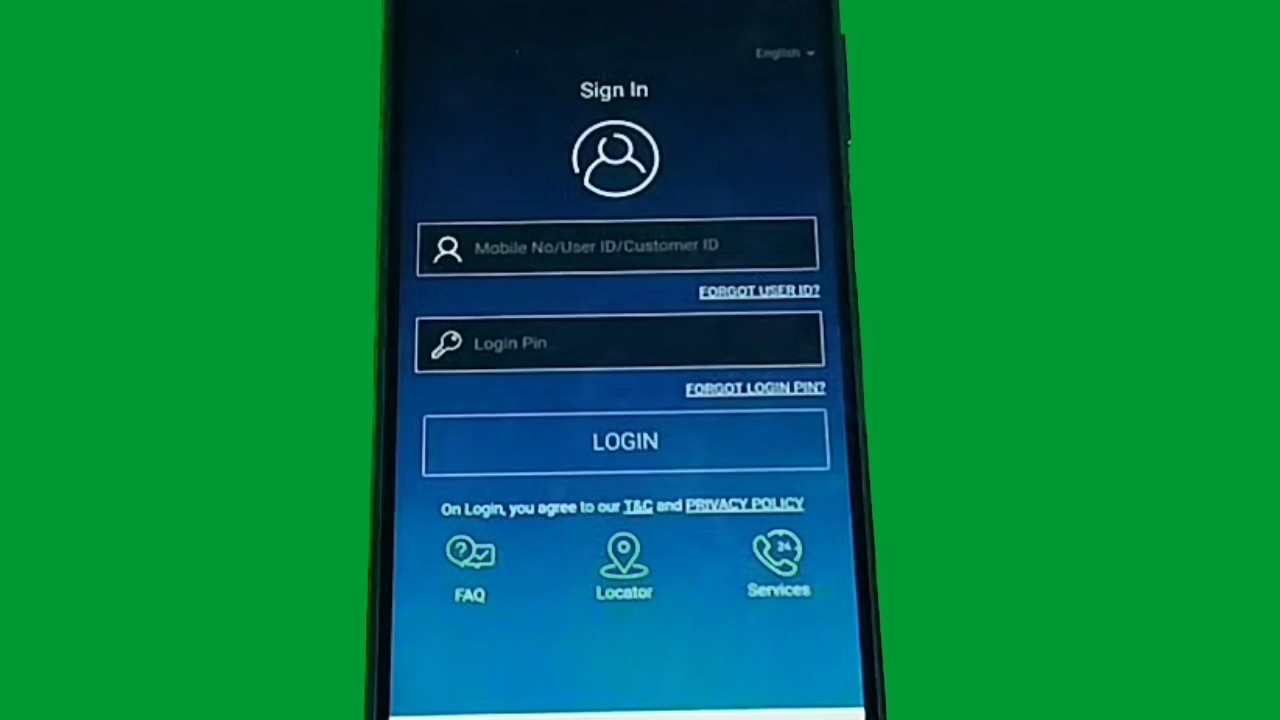 English
Sign In
Mobile No/User ID/Customer ID
FORGOT USER ID?
Login Pin
FORGOT LOGIN PIN?
LOGIN
On Login, you agree to our T&C and PRIVACY POLICY
24
FAQ
Locator
Services